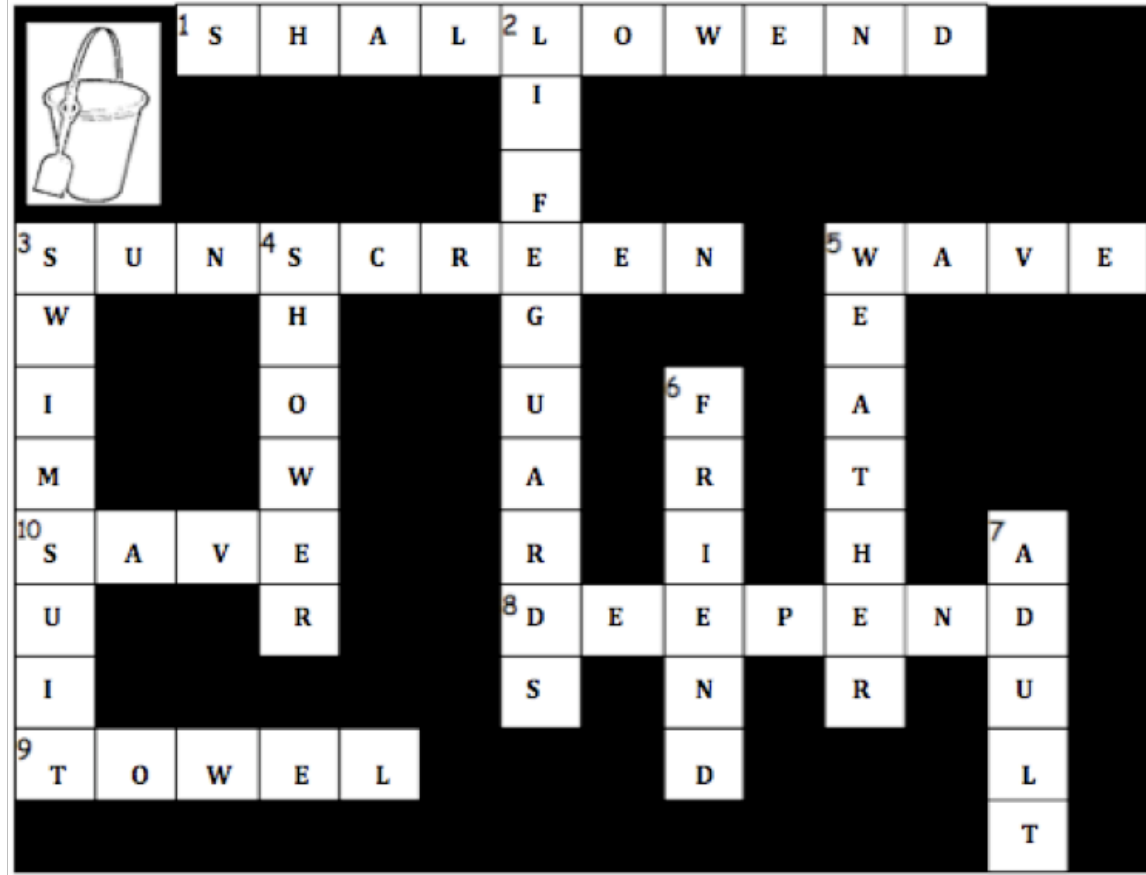 1 S H A L 2 L O W E N D
I
F
3 S U N 4 S C R E E N 5 W A V E
W H G E
I O U 6 F A
M W A R T
10 S A V E R I H 7 A
U R 8 D E E P E N D
I S N R U
9 T O W E L D L
T